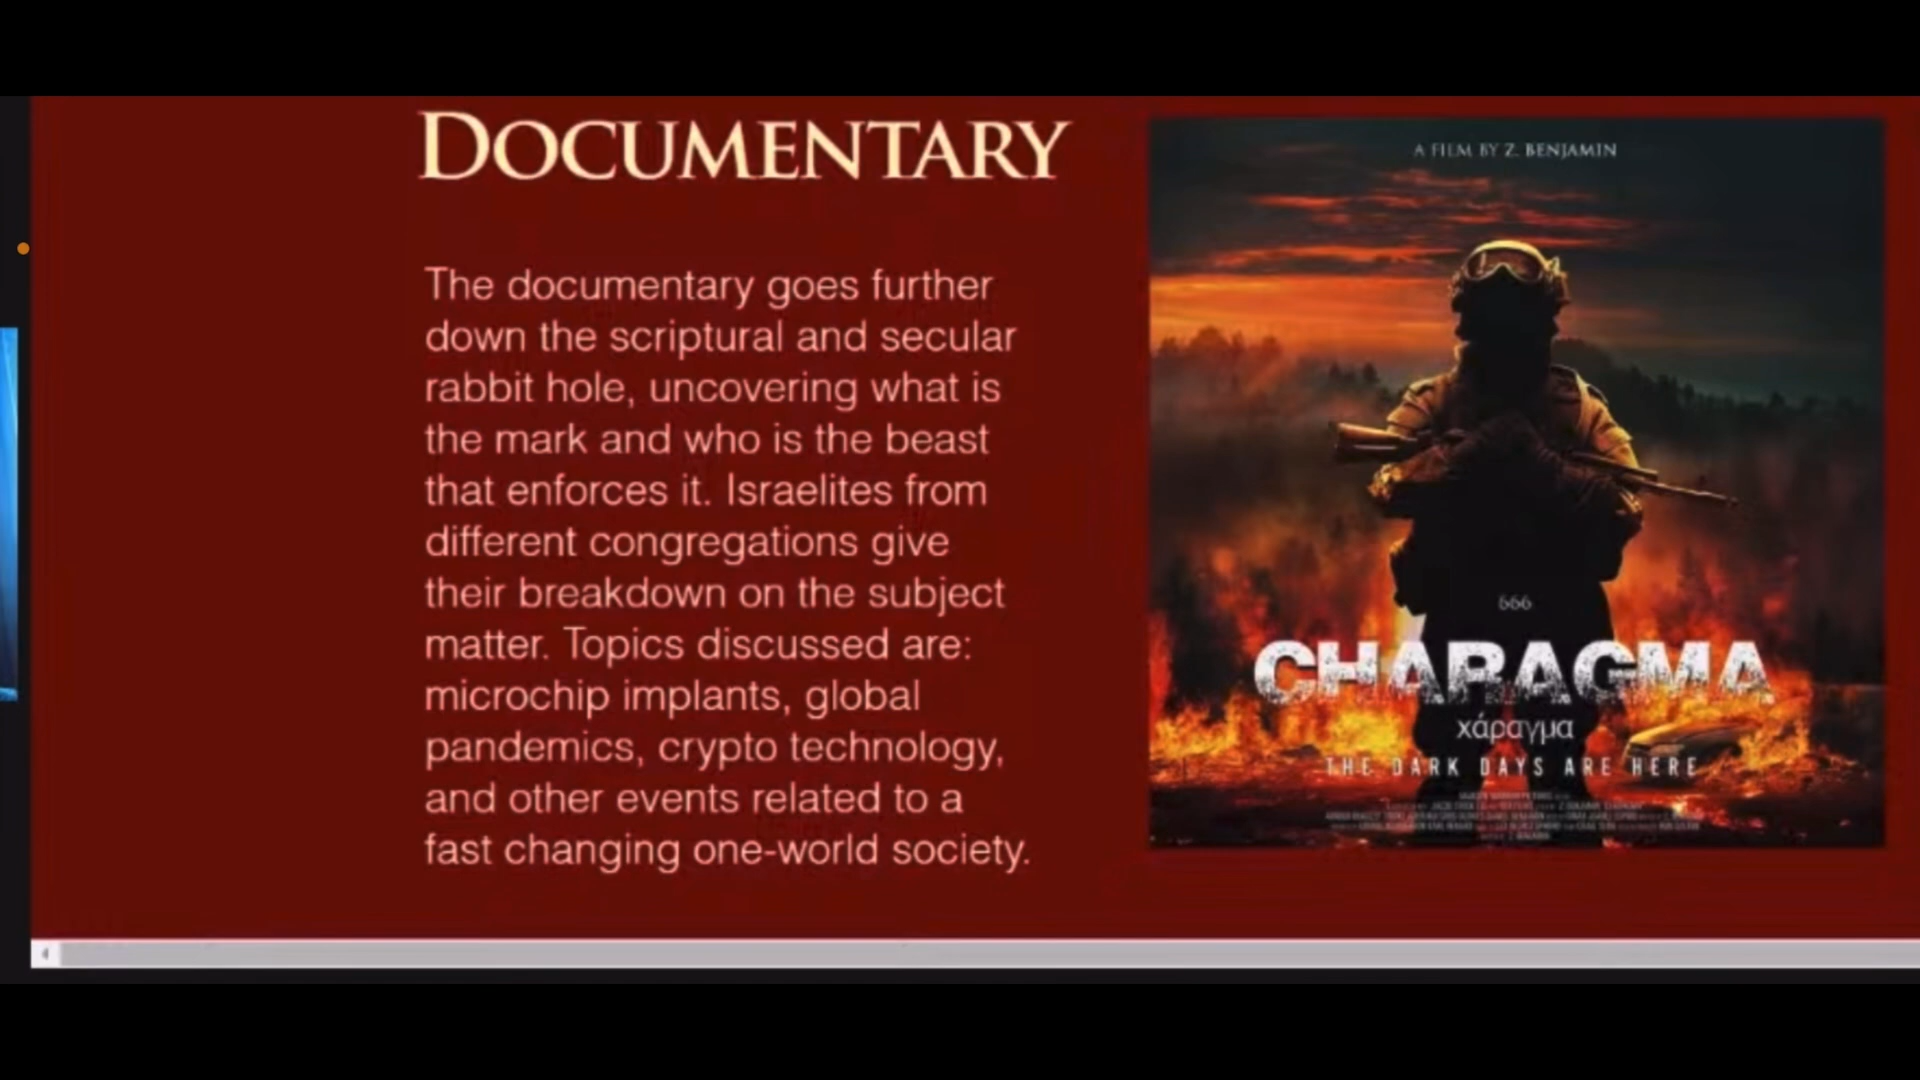 DOCUMENTARY
The documentary goes further
down the scriptural and secular
rabbit hole, uncovering what is
the mark and who is the beast
that enforces it. Israelites from
different congregations give
their breakdown on the subject
matter. Topics discussed are:
microchip implants, global
pandemics, crypto technology,
and other events related to a
fast changing one-world society.
A FILM BY Z. BENJAMIN
666
CHARAGMA
χάραγμα
THE DARK DAYS ARE HERE